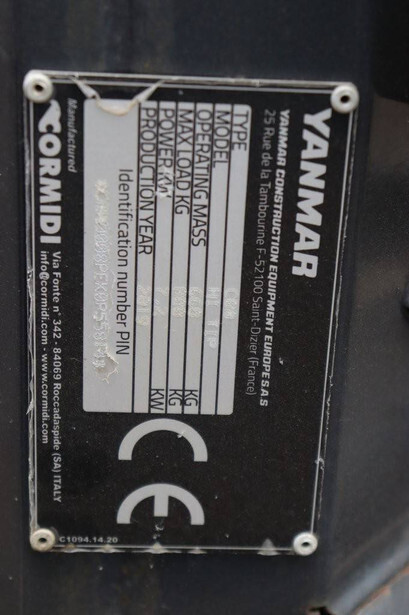 YANMAR
YANMAR CONSTRUCTION EQUIPMENT EUROPE S.A.S
25 Rue de la Tambourine F-52100 Saint-Dizier (France)
TYPE
MODEL
OPERATING MASS KG
MAX LOAD KG KG
POWER KW KW
PRODUCTION YEAR
Identification number PIN
Manufactured
CORMIDI
Via Fonte n° 342 - 84069 Roccadaspide (SA) ITALY
info@cormidi.com - www.cormidi.com
CE
C1094.14.20